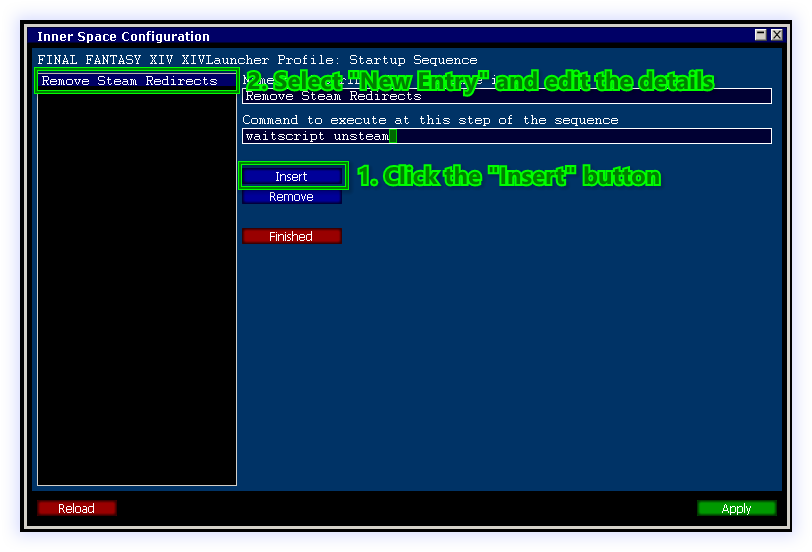 Inner Space Configuration
FINAL FANTASY XIV XIVLauncher Profile: Startup Sequence
Remove Steam Redirects
2. Select "New Entry" and edit the details
Remove Steam Redirects
Command to execute at this step of the sequence
waitscript unsteam
Insert
1. Click the "Insert" button
Remove
Finished
Reload
Apply